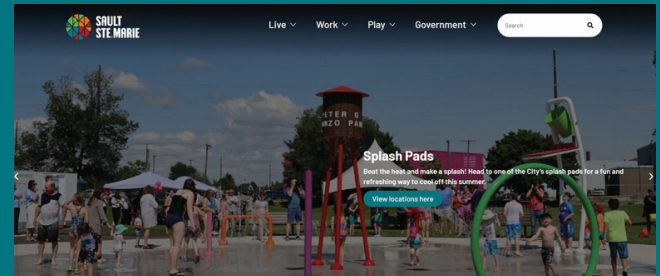 SAULT
STE MARIE
Live
Work
Play
Government
Search
Splash Pads
Beat the heat and make a splash! Head to one of the City's splash pads for a fun and
refreshing way to cool off this summer.
View locations here